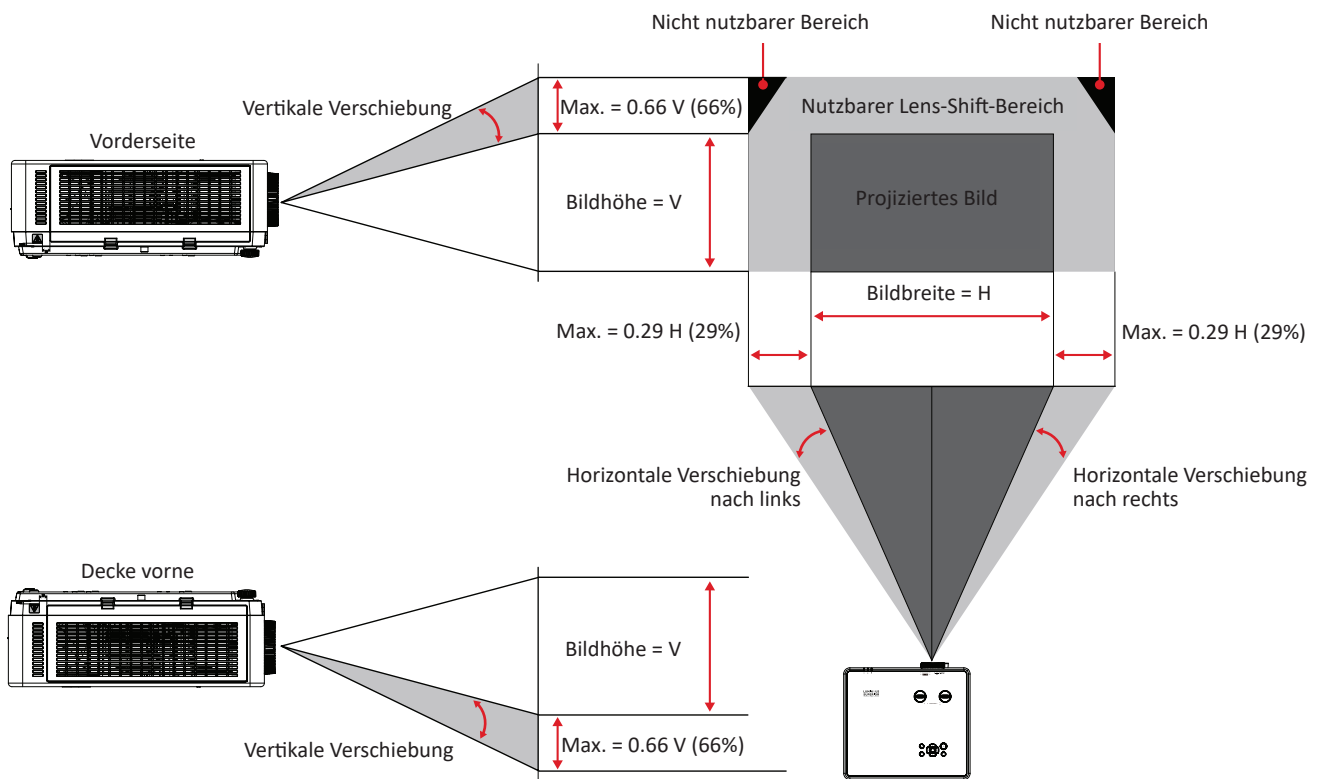 Nicht nutzbarer Bereich
Nicht nutzbarer Bereich
Vertikale Verschiebung
Max. = 0.66 V (66%)
Nutzbarer Lens-Shift-Bereich
Vorderseite
Bildhöhe = V
Projiziertes Bild
Bildbreite = H
Max. = 0.29 H (29%)
Max. = 0.29 H (29%)
Horizontale Verschiebung
nach links
Horizontale Verschiebung
nach rechts
Decke vorne
Bildhöhe = V
Vertikale Verschiebung
Max. = 0.66 V (66%)